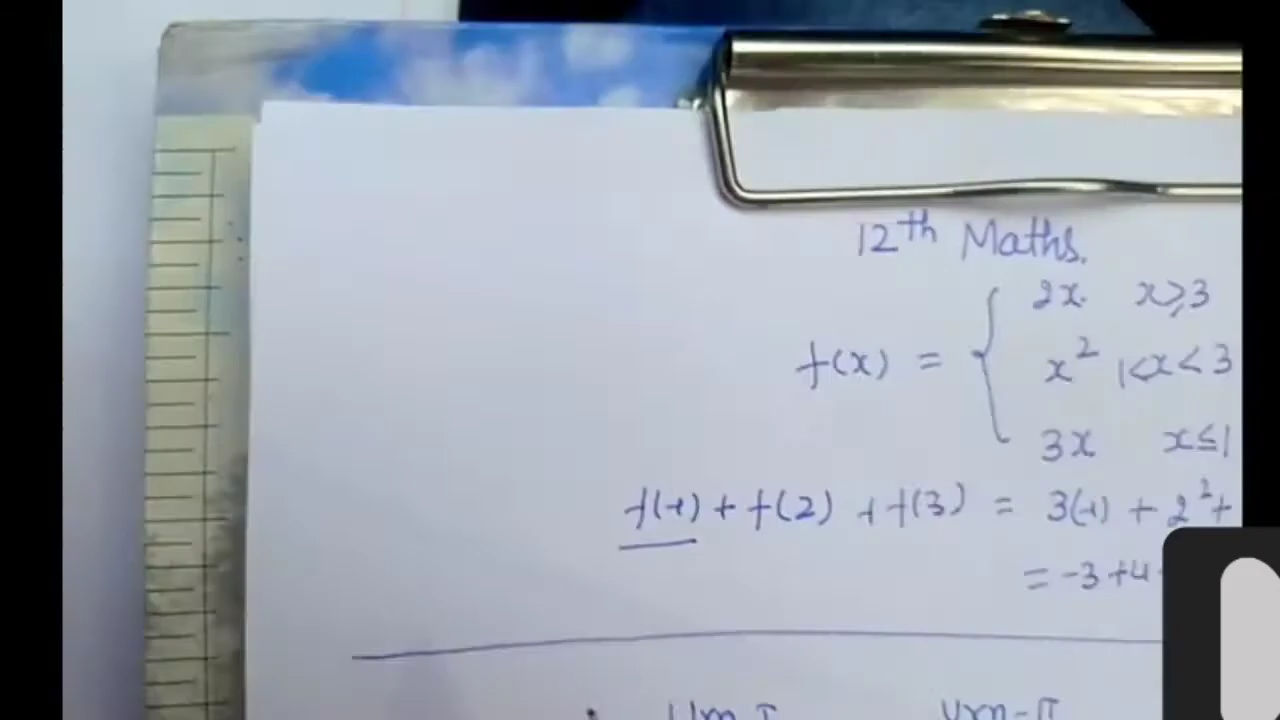 12th Maths.
2x. x≥3
f(x) = { x² 1<x<3
3x x≤1
f(-1) + f(2) + f(3) = 3(-1) + 2² +
= -3+4